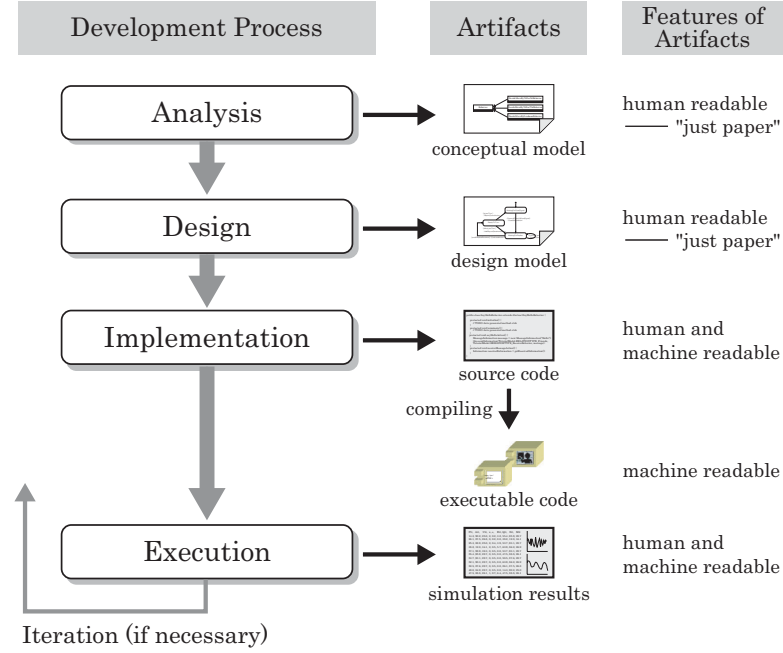 Development Process
Artifacts
Features of
Artifacts
Analysis
conceptual model
human readable
"just paper"
Design
design model
human readable
"just paper"
Implementation
source code
human and
machine readable
compiling
executable code
machine readable
Execution
simulation results
human and
machine readable
Iteration (if necessary)